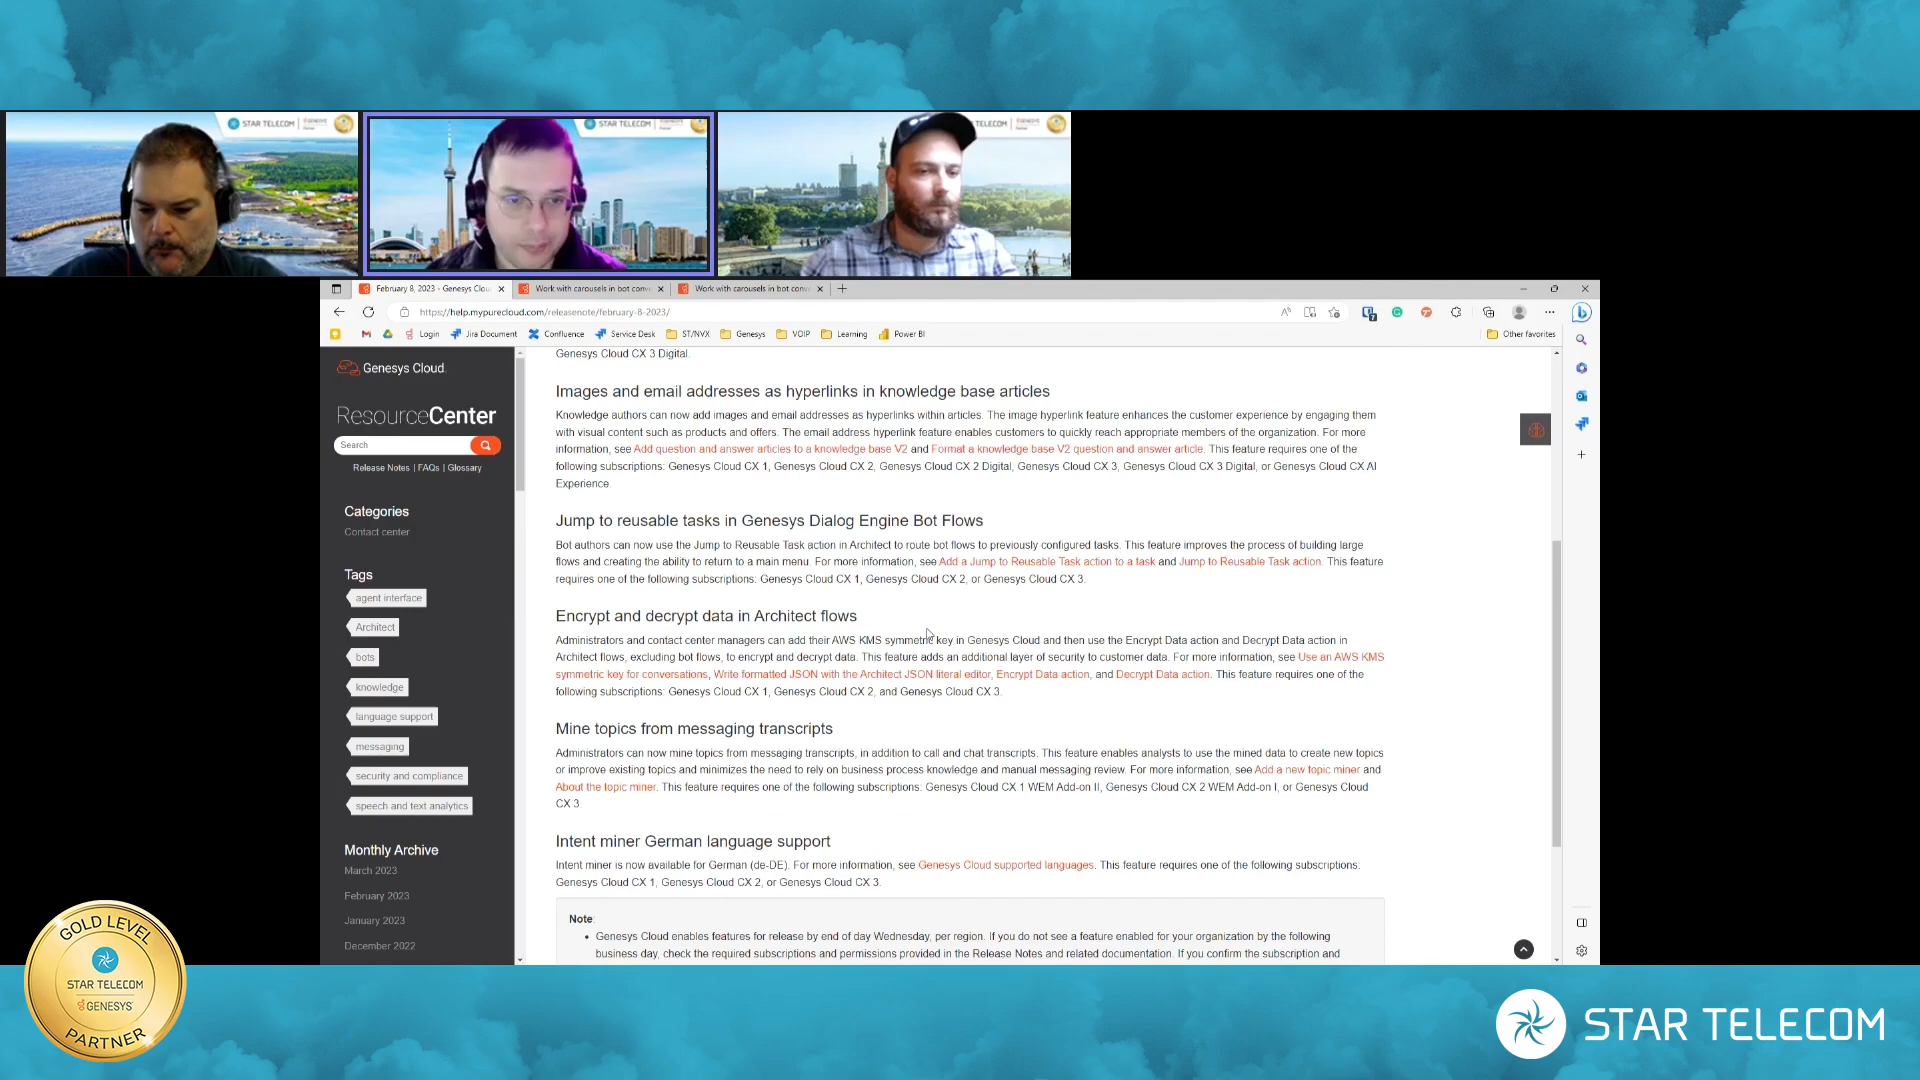 STAR TELECOM
STAR TELECOM
TELECOM
February 8, 2023 - Genesys Clou
Work with carousels in bot conv
Work with carousels in bot conv
https://help.mypurecloud.com/releasenote/february-8-2023/
Login
Jira Document
Confluence
Service Desk
ST/NVX
Genesys
VOIP
Learning
Power BI
Other favorites
Genesys Cloud.
ResourceCenter
Search
Release Notes | FAQs | Glossary
Categories
Contact center
Tags
agent interface
Architect
bots
knowledge
language support
messaging
security and compliance
speech and text analytics
Monthly Archive
March 2023
February 2023
January 2023
December 2022
Genesys Cloud CX 3 Digital.
Images and email addresses as hyperlinks in knowledge base articles
Knowledge authors can now add images and email addresses as hyperlinks within articles. The image hyperlink feature enhances the customer experience by engaging them
with visual content such as products and offers. The email address hyperlink feature enables customers to quickly reach appropriate members of the organization. For more
information, see Add question and answer articles to a knowledge base V2 and Format a knowledge base V2 question and answer article. This feature requires one of the
following subscriptions: Genesys Cloud CX 1, Genesys Cloud CX 2, Genesys Cloud CX 2 Digital, Genesys Cloud CX 3, Genesys Cloud CX 3 Digital, or Genesys Cloud CX AI
Experience.
Jump to reusable tasks in Genesys Dialog Engine Bot Flows
Bot authors can now use the Jump to Reusable Task action in Architect to route bot flows to previously configured tasks. This feature improves the process of building large
flows and creating the ability to return to a main menu. For more information, see Add a Jump to Reusable Task action to a task and Jump to Reusable Task action. This feature
requires one of the following subscriptions: Genesys Cloud CX 1, Genesys Cloud CX 2, or Genesys Cloud CX 3.
Encrypt and decrypt data in Architect flows
Administrators and contact center managers can add their AWS KMS symmetric key in Genesys Cloud and then use the Encrypt Data action and Decrypt Data action in
Architect flows, excluding bot flows, to encrypt and decrypt data. This feature adds an additional layer of security to customer data. For more information, see Use an AWS KMS
symmetric key for conversations, Write formatted JSON with the Architect JSON literal editor, Encrypt Data action, and Decrypt Data action. This feature requires one of the
following subscriptions: Genesys Cloud CX 1, Genesys Cloud CX 2, and Genesys Cloud CX 3.
Mine topics from messaging transcripts
Administrators can now mine topics from messaging transcripts, in addition to call and chat transcripts. This feature enables analysts to use the mined data to create new topics
or improve existing topics and minimizes the need to rely on business process knowledge and manual messaging review. For more information, see Add a new topic miner and
About the topic miner. This feature requires one of the following subscriptions: Genesys Cloud CX 1 WEM Add-on II, Genesys Cloud CX 2 WEM Add-on I, or Genesys Cloud
CX 3.
Intent miner German language support
Intent miner is now available for German (de-DE). For more information, see Genesys Cloud supported languages. This feature requires one of the following subscriptions:
Genesys Cloud CX 1, Genesys Cloud CX 2, or Genesys Cloud CX 3.
Note:
• Genesys Cloud enables features for release by end of day Wednesday, per region. If you do not see a feature enabled for your organization by the following
business day, check the required subscriptions and permissions provided in the Release Notes and related documentation. If you confirm the subscription and
GOLD LEVEL
STAR TELECOM
GENESYS
PARTNER
STAR TELECOM